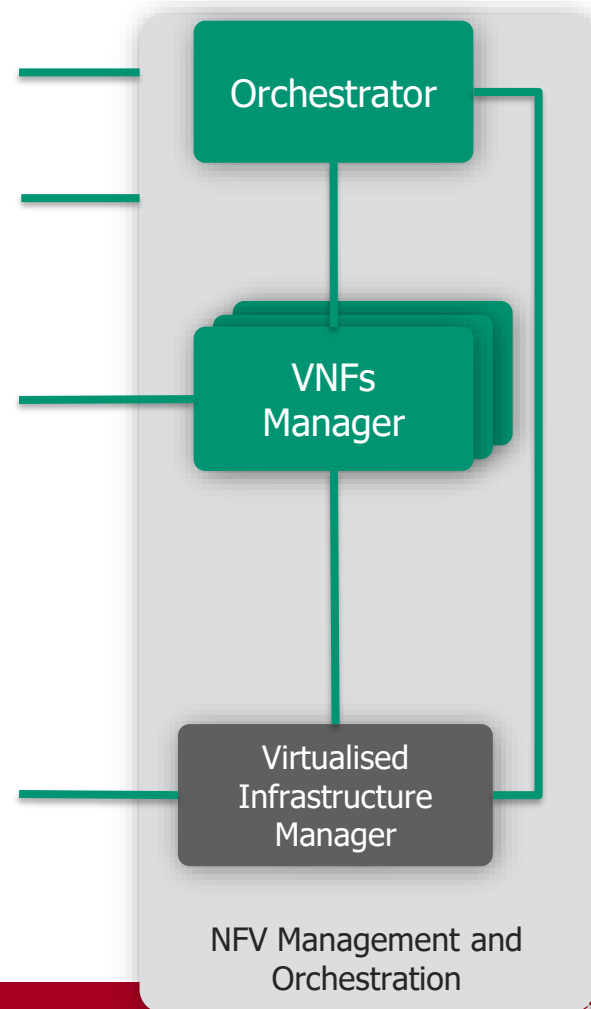 Orchestrator
VNFs
Manager
Virtualised
Infrastructure
Manager
NFV Management and
Orchestration